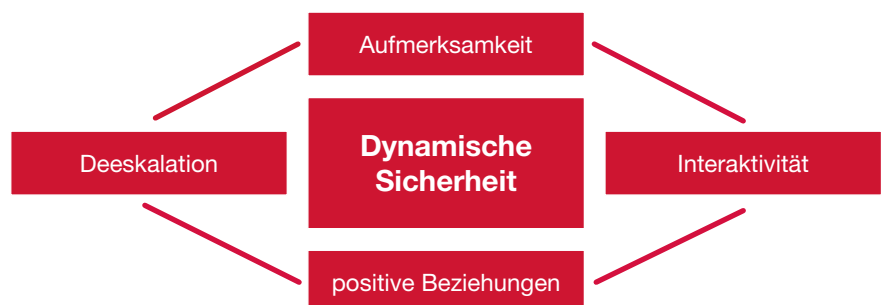 Aufmerksamkeit
Deeskalation
Dynamische
Sicherheit
Interaktivität
positive Beziehungen